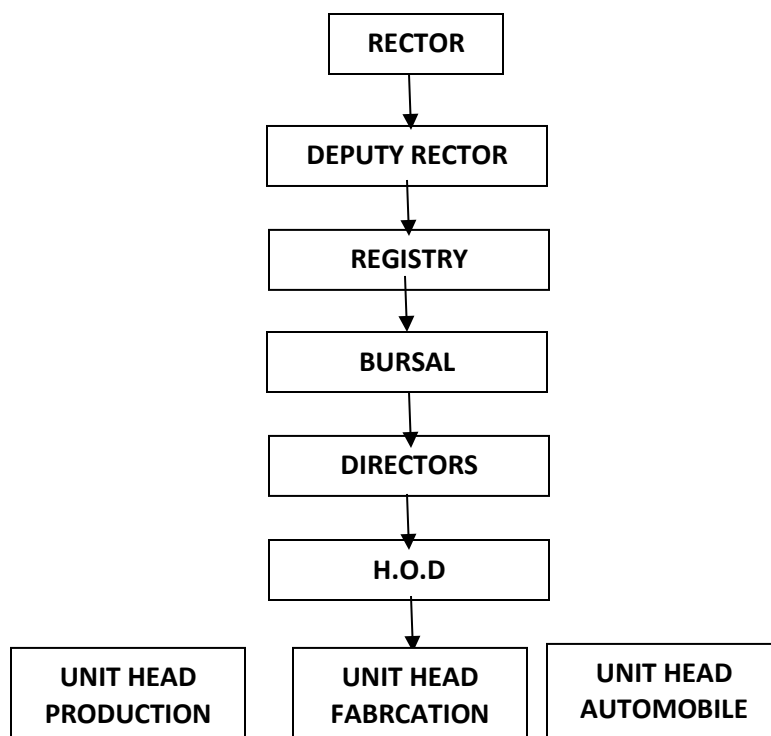 RECTOR
DEPUTY RECTOR
REGISTRY
BURSAL
DIRECTORS
H.O.D
UNIT HEAD
PRODUCTION
UNIT HEAD
FABRCATION
UNIT HEAD
AUTOMOBILE